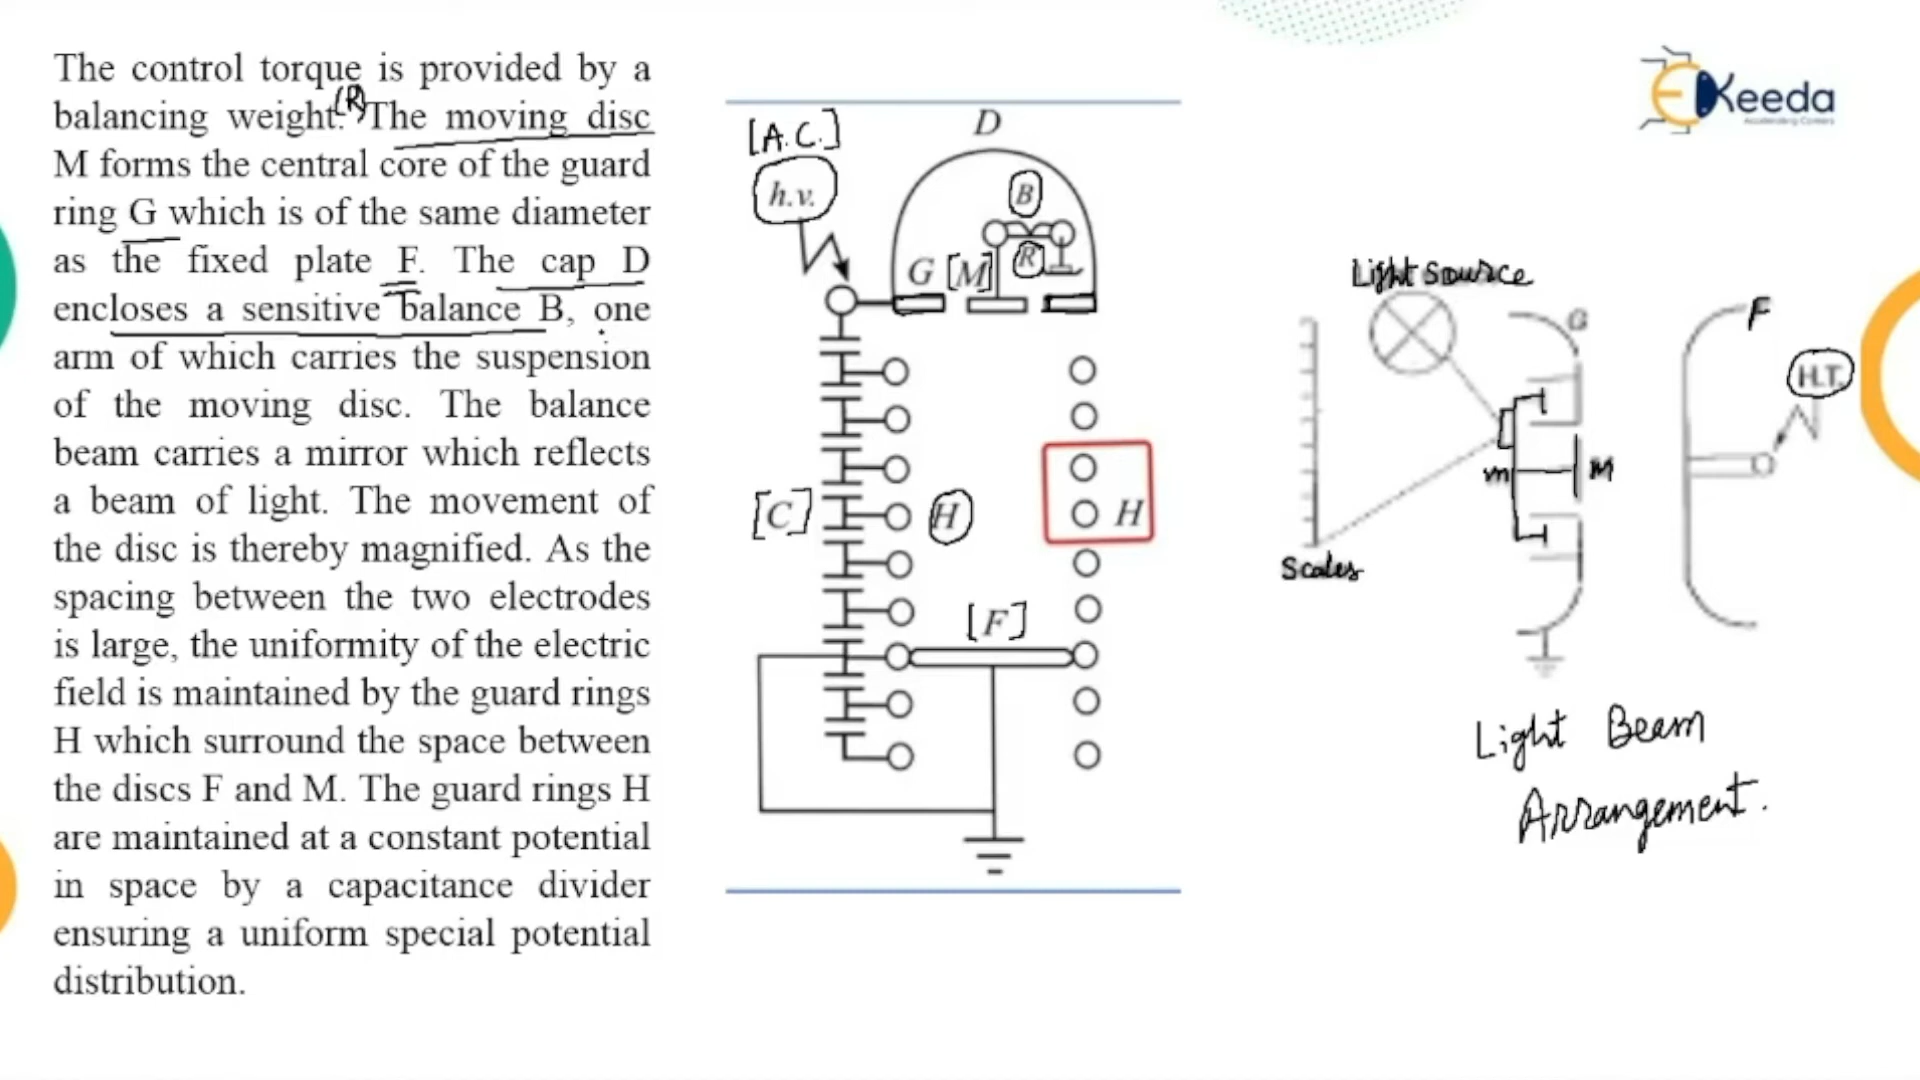 The control torque is provided by a
balancing weight. (R) The moving disc
M forms the central core of the guard
ring G which is of the same diameter
as the fixed plate F. The cap D
encloses a sensitive balance B, one
arm of which carries the suspension
of the moving disc. The balance
beam carries a mirror which reflects
a beam of light. The movement of
the disc is thereby magnified. As the
spacing between the two electrodes
is large, the uniformity of the electric
field is maintained by the guard rings
H which surround the space between
the discs F and M. The guard rings H
are maintained at a constant potential
in space by a capacitance divider
ensuring a uniform special potential
distribution.
[A.C.]
h.v.
D
B
G [M] R
[C]
H
H
[F]
Light Source
G
F
H.T.
m
M
Scales
Light Beam
Arrangement.
Keeda